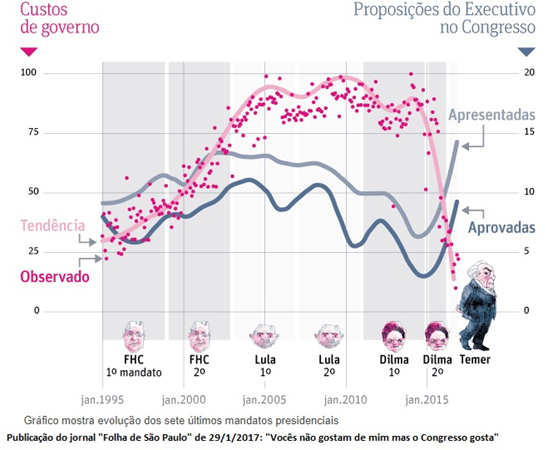 Custos
de governo
Proposições do Executivo
no Congresso
100
75
50
25
0
20
15
10
5
0
Apresentadas
Aprovadas
Tendência
Observado
FHC
1º mandato
FHC
2º
Lula
1º
Lula
2º
Dilma
1º
Dilma
2º
Temer
jan.1995
jan.2000
jan.2005
jan.2010
jan.2015
Gráfico mostra evolução dos sete últimos mandatos presidenciais
Publicação do jornal "Folha de São Paulo" de 29/1/2017: "Vocês não gostam de mim mas o Congresso gosta"